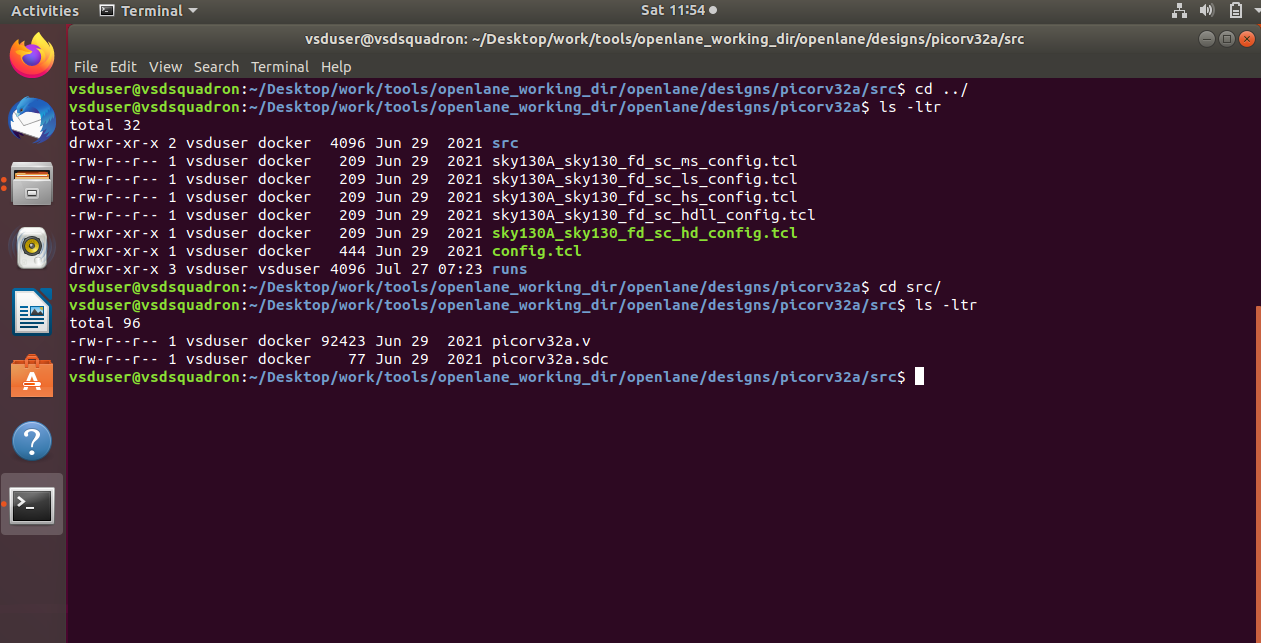 Activities Terminal Sat 11:54
vsduser@vsdsquadron: ~/Desktop/work/tools/openlane_working_dir/openlane/designs/picorv32a/src
File Edit View Search Terminal Help
vsduser@vsdsquadron:~/Desktop/work/tools/openlane_working_dir/openlane/designs/picorv32a/src$ cd ../
vsduser@vsdsquadron:~/Desktop/work/tools/openlane_working_dir/openlane/designs/picorv32a$ ls -ltr
total 32
drwxr-xr-x 2 vsduser docker  4096 Jun 29  2021 src
-rw-r--r-- 1 vsduser docker   209 Jun 29  2021 sky130A_sky130_fd_sc_ms_config.tcl
-rw-r--r-- 1 vsduser docker   209 Jun 29  2021 sky130A_sky130_fd_sc_ls_config.tcl
-rw-r--r-- 1 vsduser docker   209 Jun 29  2021 sky130A_sky130_fd_sc_hs_config.tcl
-rw-r--r-- 1 vsduser docker   209 Jun 29  2021 sky130A_sky130_fd_sc_hdll_config.tcl
-rwxr-xr-x 1 vsduser docker   209 Jun 29  2021 sky130A_sky130_fd_sc_hd_config.tcl
-rwxr-xr-x 1 vsduser docker   444 Jun 29  2021 config.tcl
drwxr-xr-x 3 vsduser vsduser 4096 Jul 27 07:23 runs
vsduser@vsdsquadron:~/Desktop/work/tools/openlane_working_dir/openlane/designs/picorv32a$ cd src/
vsduser@vsdsquadron:~/Desktop/work/tools/openlane_working_dir/openlane/designs/picorv32a/src$ ls -ltr
total 96
-rw-r--r-- 1 vsduser docker 92423 Jun 29  2021 picorv32a.v
-rw-r--r-- 1 vsduser docker    77 Jun 29  2021 picorv32a.sdc
vsduser@vsdsquadron:~/Desktop/work/tools/openlane_working_dir/openlane/designs/picorv32a/src$